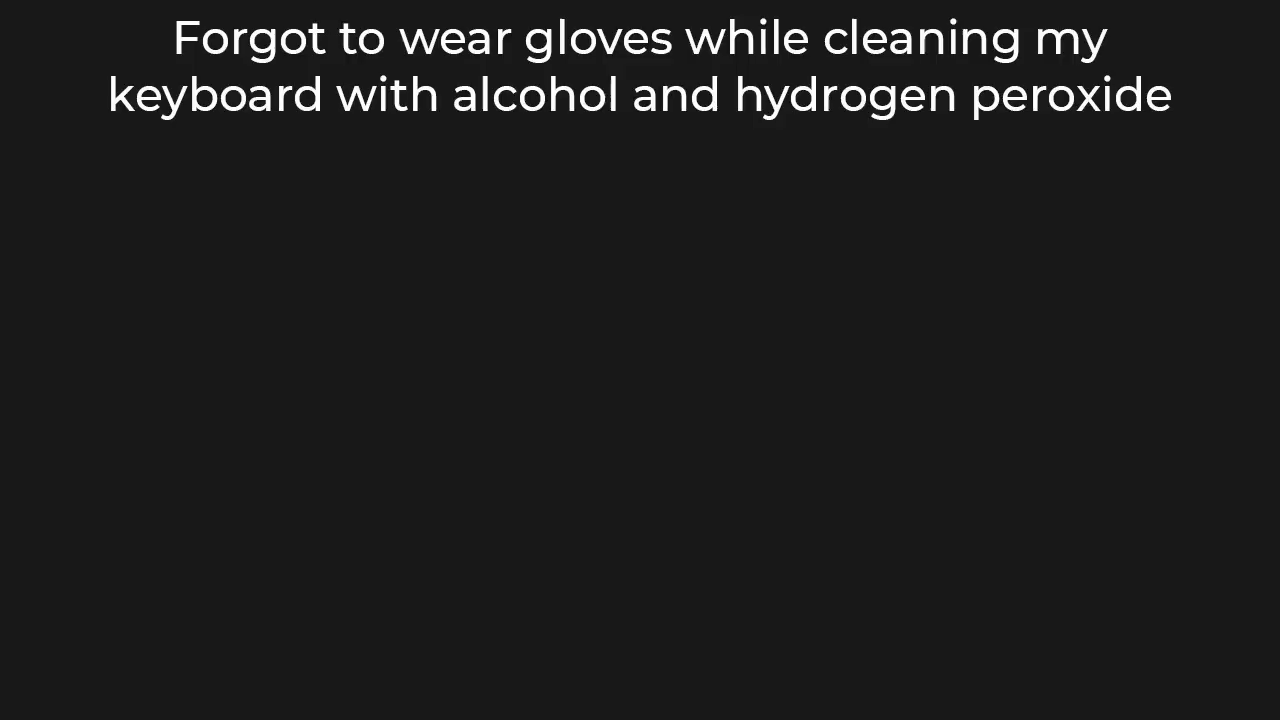 Forgot to wear gloves while cleaning my
keyboard with alcohol and hydrogen peroxide